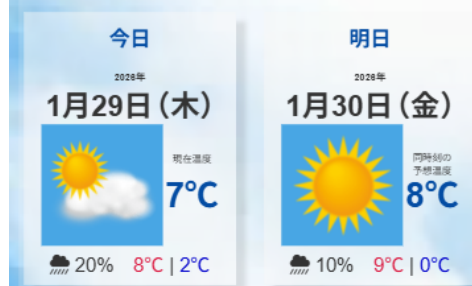 今日
2026年
1月29日（木）
現在温度
7℃
20% 8℃ | 2℃
明日
2026年
1月30日（金）
同時刻の
予想温度
8℃
10% 9℃ | 0℃